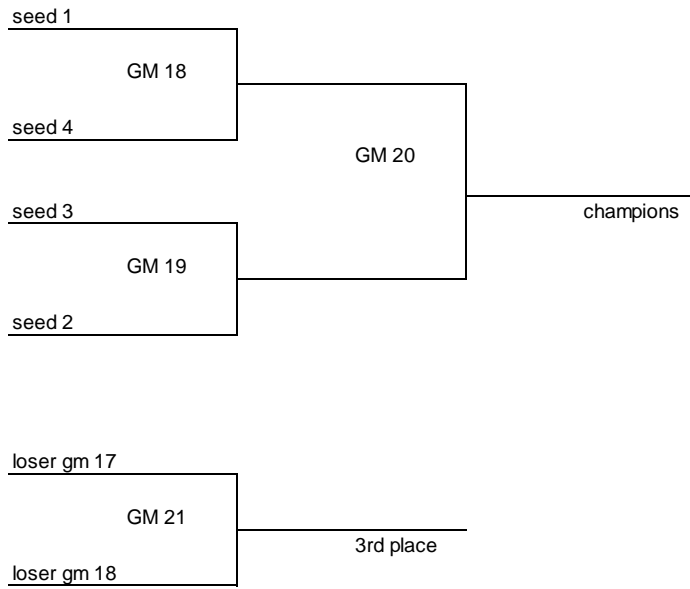 seed 1
GM 18
seed 4
GM 20
seed 3
champions
GM 19
seed 2
loser gm 17
GM 21
3rd place
loser gm 18